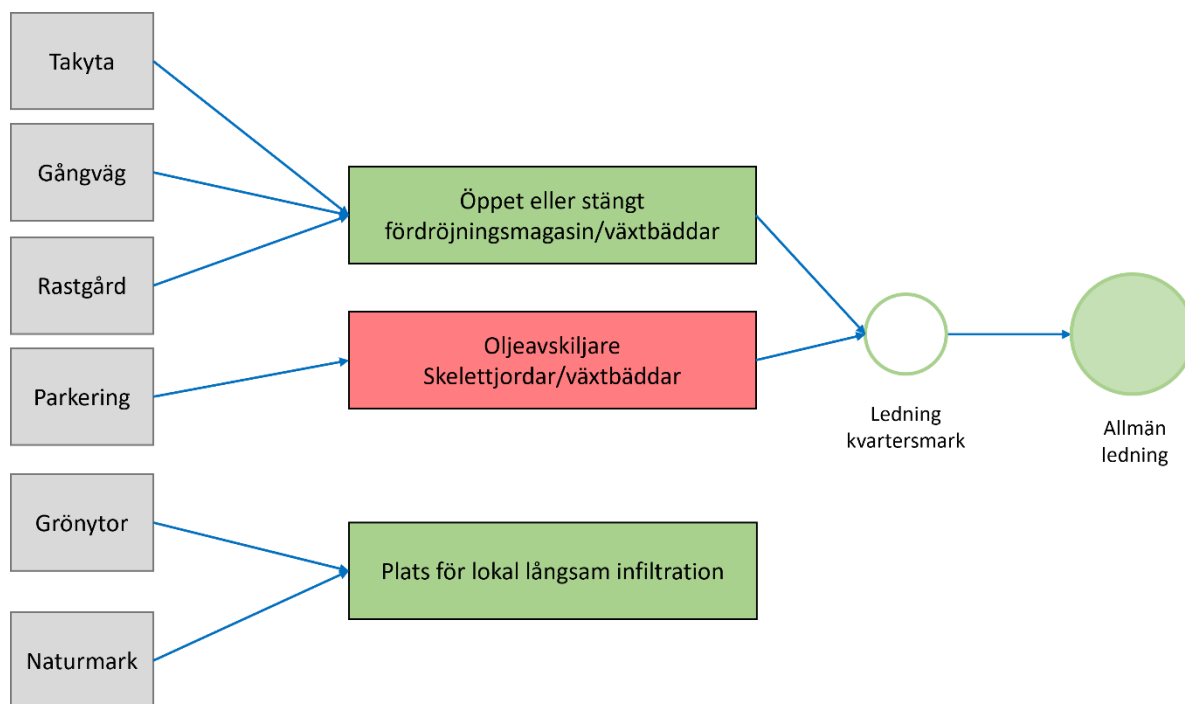 Takyta
Gångväg
Rastgård
Parkering
Grönytor
Naturmark
Öppet eller stängt
fördröjningsmagasin/växtbäddar
Oljeavskiljare
Skelettjordar/växtbäddar
Plats för lokal långsam infiltration
Ledning
kvartersmark
Allmän
ledning